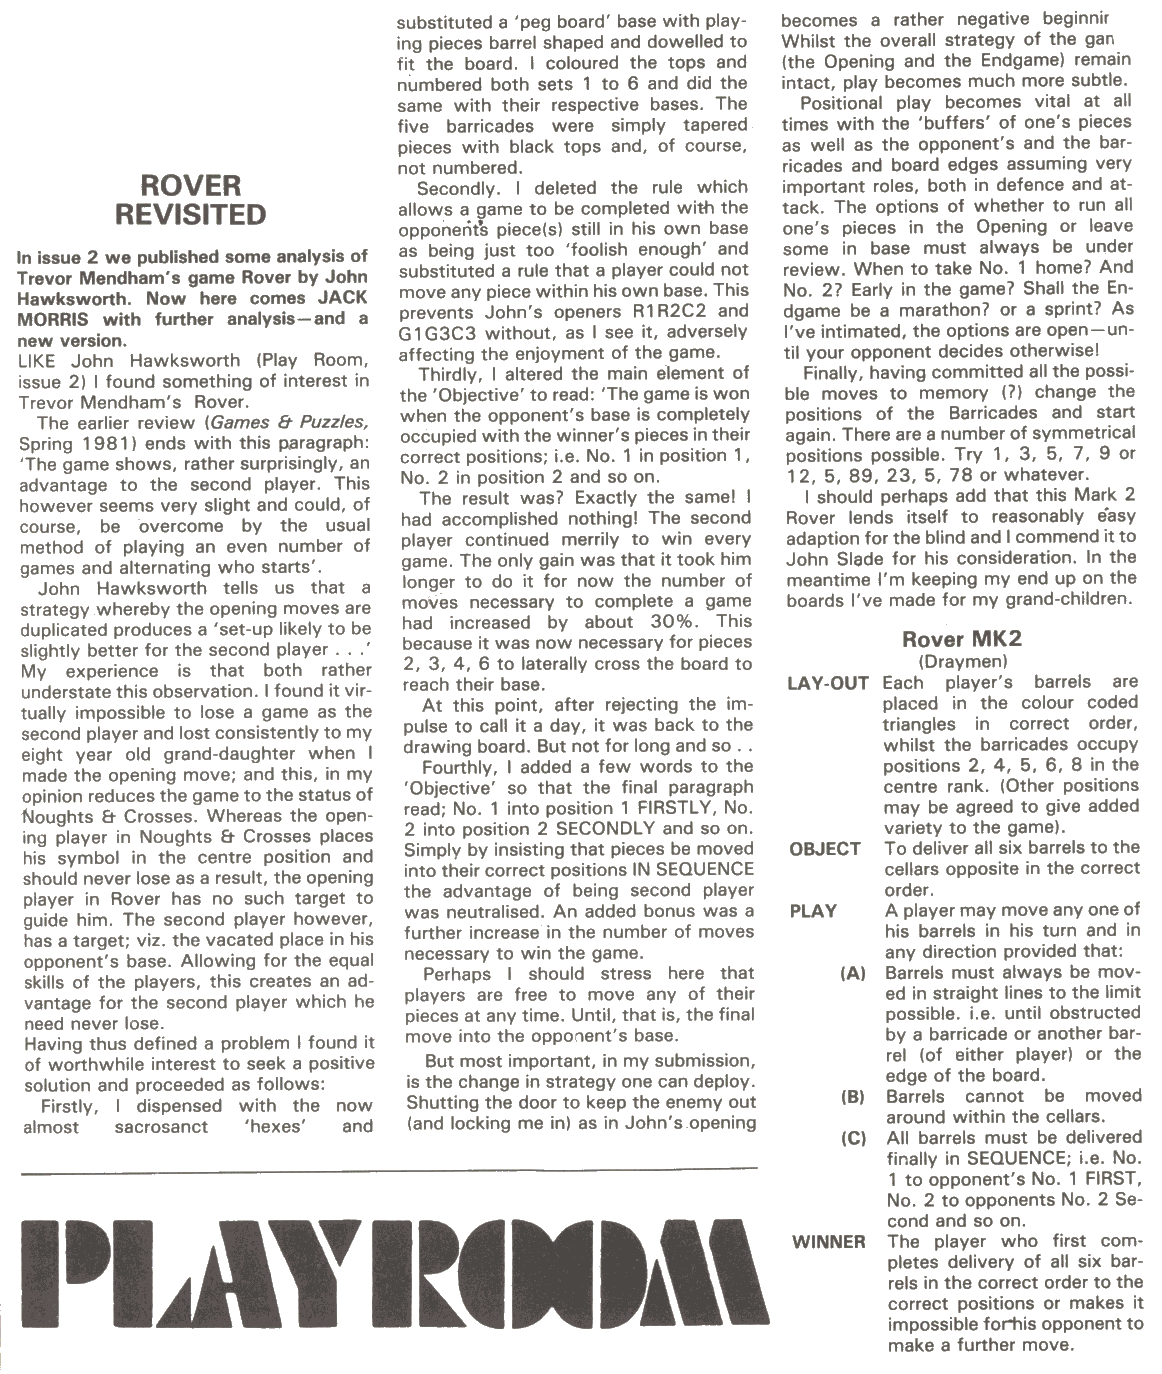 ROVER
REVISITED
In issue 2 we published some analysis of
Trevor Mendham's game Rover by John
Hawksworth. Now here comes JACK
MORRIS with further analysis—and a
new version.
LIKE John Hawksworth (Play Room,
issue 2) I found something of interest in
Trevor Mendham's Rover.
The earlier review (Games & Puzzles,
Spring 1981) ends with this paragraph:
'The game shows, rather surprisingly, an
advantage to the second player. This
however seems very slight and could, of
course, be overcome by the usual
method of playing an even number of
games and alternating who starts'.
John Hawksworth tells us that a
strategy whereby the opening moves are
duplicated produces a 'set-up likely to be
slightly better for the second player . . .'
My experience is that both rather
understate this observation. I found it vir-
tually impossible to lose a game as the
second player and lost consistently to my
eight year old grand-daughter when I
made the opening move; and this, in my
opinion reduces the game to the status of
Noughts & Crosses. Whereas the open-
ing player in Noughts & Crosses places
his symbol in the centre position and
should never lose as a result, the opening
player in Rover has no such target to
guide him. The second player however,
has a target; viz. the vacated place in his
opponent's base. Allowing for the equal
skills of the players, this creates an ad-
vantage for the second player which he
need never lose.
Having thus defined a problem I found it
of worthwhile interest to seek a positive
solution and proceeded as follows:
Firstly, I dispensed with the now
almost sacrosanct 'hexes' and
substituted a 'peg board' base with play-
ing pieces barrel shaped and dowelled to
fit the board. I coloured the tops and
numbered both sets 1 to 6 and did the
same with their respective bases. The
five barricades were simply tapered
pieces with black tops and, of course,
not numbered.
Secondly. I deleted the rule which
allows a game to be completed with the
opponent's piece(s) still in his own base
as being just too 'foolish enough' and
substituted a rule that a player could not
move any piece within his own base. This
prevents John's openers R1R2C2 and
G1G3C3 without, as I see it, adversely
affecting the enjoyment of the game.
Thirdly, I altered the main element of
the 'Objective' to read: 'The game is won
when the opponent's base is completely
occupied with the winner's pieces in their
correct positions; i.e. No. 1 in position 1,
No. 2 in position 2 and so on.
The result was? Exactly the same! I
had accomplished nothing! The second
player continued merrily to win every
game. The only gain was that it took him
longer to do it for now the number of
moves necessary to complete a game
had increased by about 30%. This
because it was now necessary for pieces
2, 3, 4, 6 to laterally cross the board to
reach their base.
At this point, after rejecting the im-
pulse to call it a day, it was back to the
drawing board. But not for long and so . .
Fourthly, I added a few words to the
'Objective' so that the final paragraph
read; No. 1 into position 1 FIRSTLY, No.
2 into position 2 SECONDLY and so on.
Simply by insisting that pieces be moved
into their correct positions IN SEQUENCE
the advantage of being second player
was neutralised. An added bonus was a
further increase in the number of moves
necessary to win the game.
Perhaps I should stress here that
players are free to move any of their
pieces at any time. Until, that is, the final
move into the opponent's base.
But most important, in my submission,
is the change in strategy one can deploy.
Shutting the door to keep the enemy out
(and locking me in) as in John's opening
becomes a rather negative beginnir
Whilst the overall strategy of the gan
(the Opening and the Endgame) remain
intact, play becomes much more subtle.
Positional play becomes vital at all
times with the 'buffers' of one's pieces
as well as the opponent's and the bar-
ricades and board edges assuming very
important roles, both in defence and at-
tack. The options of whether to run all
one's pieces in the Opening or leave
some in base must always be under
review. When to take No. 1 home? And
No. 2? Early in the game? Shall the En-
dgame be a marathon? or a sprint? As
I've intimated, the options are open—un-
til your opponent decides otherwise!
Finally, having committed all the possi-
ble moves to memory (?) change the
positions of the Barricades and start
again. There are a number of symmetrical
positions possible. Try 1, 3, 5, 7, 9 or
12, 5, 89, 23, 5, 78 or whatever.
I should perhaps add that this Mark 2
Rover lends itself to reasonably easy
adaption for the blind and I commend it to
John Slade for his consideration. In the
meantime I'm keeping my end up on the
boards I've made for my grand-children.
Rover MK2
(Draymen)
LAY-OUT Each player's barrels are
placed in the colour coded
triangles in correct order,
whilst the barricades occupy
positions 2, 4, 5, 6, 8 in the
centre rank. (Other positions
may be agreed to give added
variety to the game).
OBJECT To deliver all six barrels to the
cellars opposite in the correct
order.
PLAY A player may move any one of
his barrels in his turn and in
any direction provided that:
(A) Barrels must always be mov-
ed in straight lines to the limit
possible. i.e. until obstructed
by a barricade or another bar-
rel (of either player) or the
edge of the board.
(B) Barrels cannot be moved
around within the cellars.
(C) All barrels must be delivered
finally in SEQUENCE; i.e. No.
1 to opponent's No. 1 FIRST,
No. 2 to opponents No. 2 Se-
cond and so on.
WINNER The player who first com-
pletes delivery of all six bar-
rels in the correct order to the
correct positions or makes it
impossible for his opponent to
make a further move.
PLAYROOM